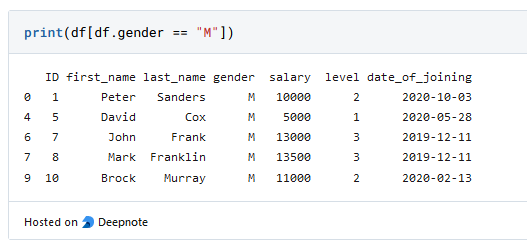 print(df[df.gender == "M"])
ID first_name last_name gender salary level date_of_joining
0 1 Peter Sanders M 10000 2 2020-10-03
4 5 David Cox M 5000 1 2020-05-28
6 7 John Frank M 13000 3 2019-12-11
7 8 Mark Franklin M 13500 3 2019-12-11
9 10 Brock Murray M 11000 2 2020-02-13
Hosted on Deepnote